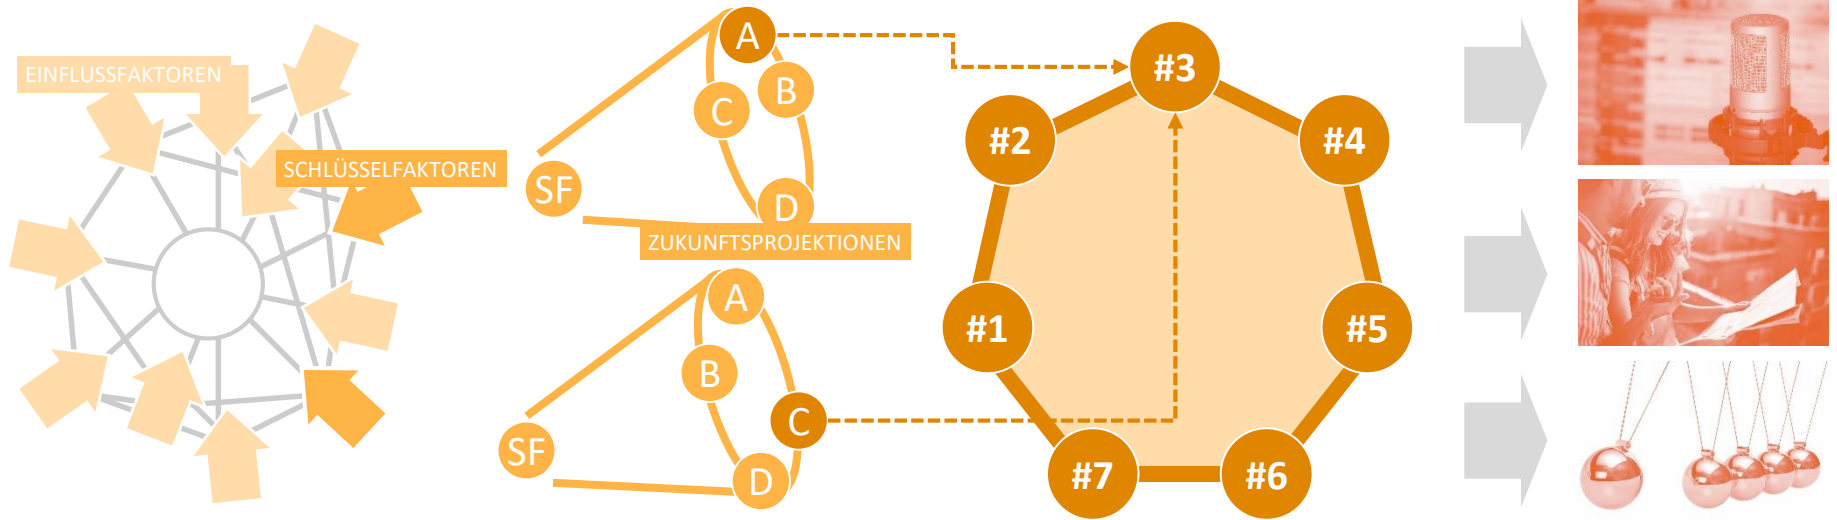 EINFLUSSFAKTOREN
SCHLÜSSELFAKTOREN
SF
A
B
C
D
ZUKUNFTSPROJEKTIONEN
SF
A
B
C
D
#1
#2
#3
#4
#5
#6
#7